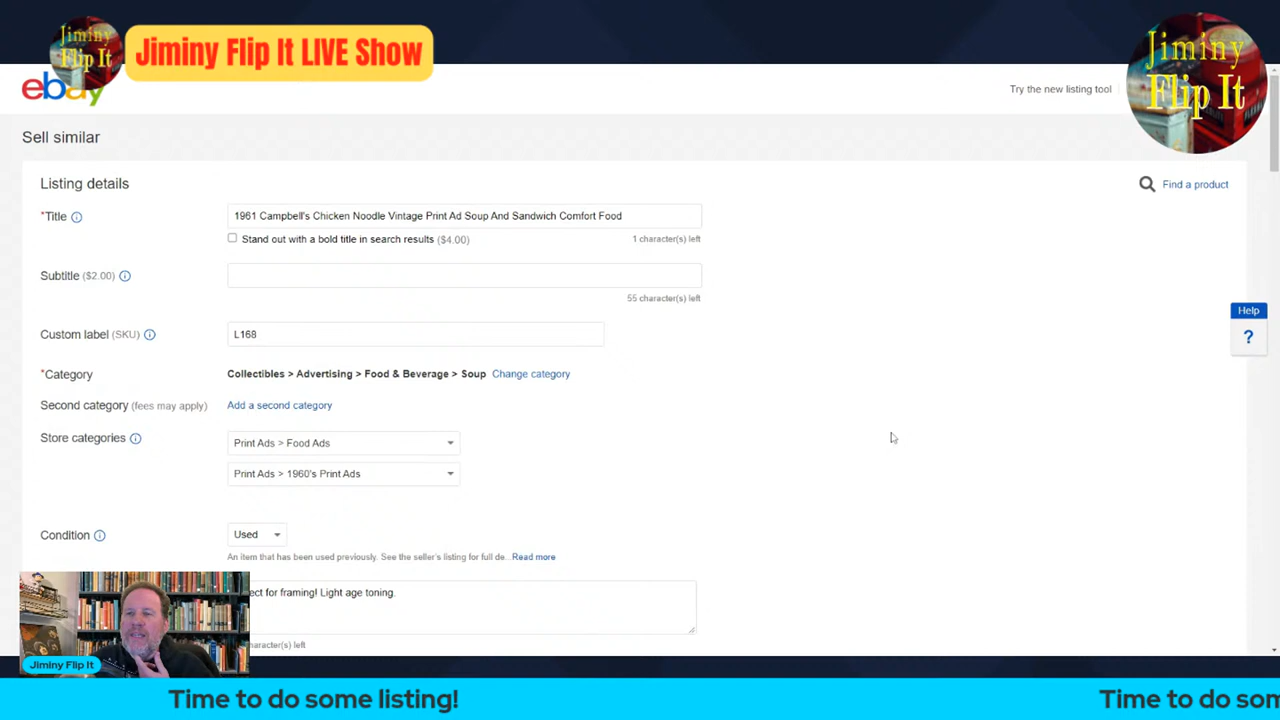 Jiminy
Flip It
Jiminy Flip It LIVE Show
Jiminy
Flip It
ebay
Try the new listing tool
Sell similar
Listing details
Find a product
*Title
1961 Campbell's Chicken Noodle Vintage Print Ad Soup And Sandwich Comfort Food
Stand out with a bold title in search results ($4.00)
1 character(s) left
Subtitle ($2.00)
55 character(s) left
Help
?
Custom label (SKU)
L168
*Category
Collectibles > Advertising > Food & Beverage > Soup Change category
Second category (fees may apply)
Add a second category
Store categories
Print Ads > Food Ads
Print Ads > 1960's Print Ads
Condition
Used
An item that has been used previously. See the seller's listing for full de...Read more
ect for framing! Light age toning.
haracter(s) left
Jiminy Flip It
Time to do some listing!
Time to do som